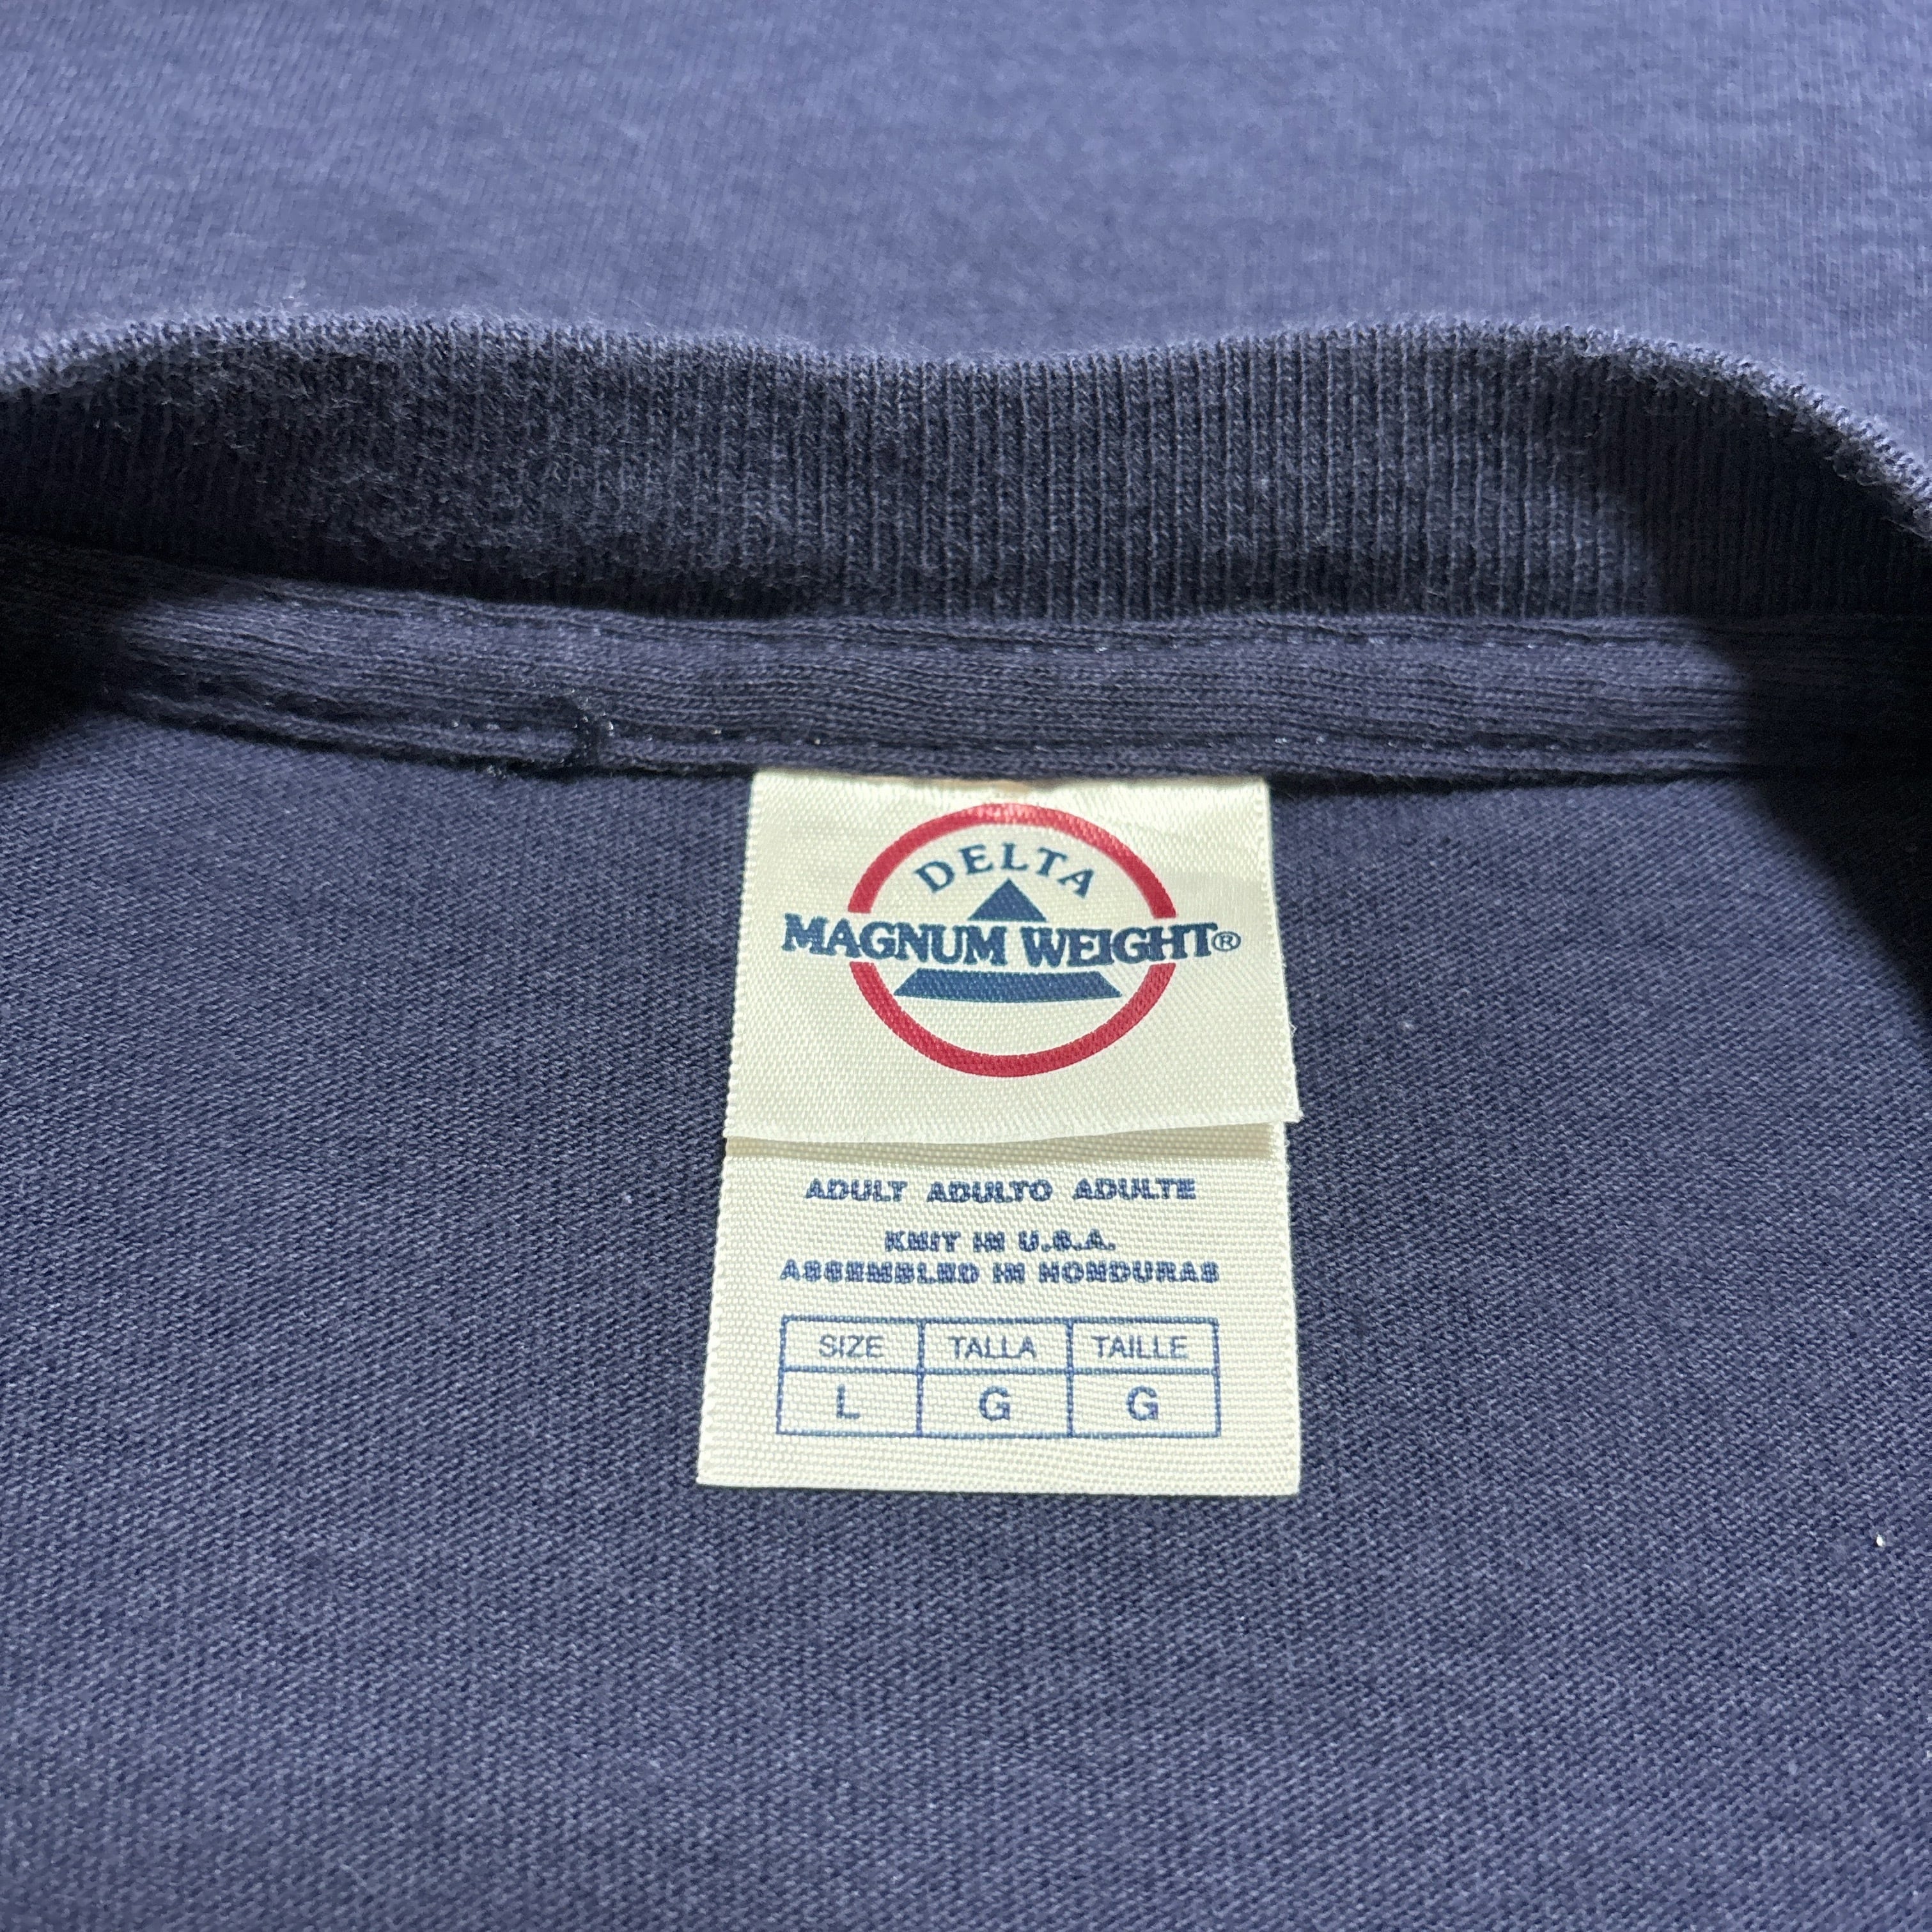 DELTA
MAGNUM WEIGHT®
ADULT ADULTO ADULTE
KNIT IN U.S.A.
ASSEMBLED IN HONDURAS
SIZE TALLA TAILLE
L G G